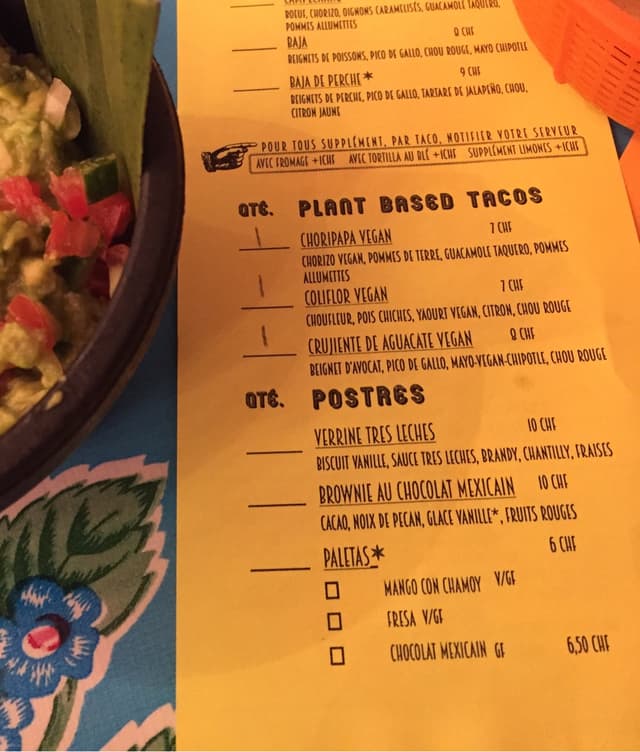 BOEUF, CHORIZO, OIGNONS CARAMELISÉS, GUACAMOLE TAQUERO,
POMMES ALLUMETTES
BAJA 8 CHF
BEIGNETS DE POISSONS, PICO DE GALLO, CHOU ROUGE, MAYO CHIPOTLE
BAJA DE PERCHE* 9 CHF
BEIGNETS DE PERCHE, PICO DE GALLO, TARTARE DE JALAPEÑO, CHOU,
CITRON JAUNE
POUR TOUS SUPPLÉMENT, PAR TACO, NOTIFIER VOTRE SERVEUR
AVEC FROMAGE +1CHF AVEC TORTILLA AU BLÉ +1CHF SUPPLÉMENT LIMONES +1CHF
QTÉ. PLANT BASED TACOS
1 CHORIPAPA VEGAN 7 CHF
CHORIZO VEGAN, POMMES DE TERRE, GUACAMOLE TAQUERO, POMMES
ALLUMETTES
1 COLIFLOR VEGAN 7 CHF
CHOUFLEUR, POIS CHICHES, YAOURT VEGAN, CITRON, CHOU ROUGE
1 CRUJIENTE DE AGUACATE VEGAN 8 CHF
BEIGNET D'AVOCAT, PICO DE GALLO, MAYO-VEGAN-CHIPOTLE, CHOU ROUGE
QTÉ. POSTRES
VERRINE TRES LECHES 10 CHF
BISCUIT VANILLE, SAUCE TRES LECHES, BRANDY, CHANTILLY, FRAISES
BROWNIE AU CHOCOLAT MEXICAIN 10 CHF
CACAO, NOIX DE PECAN, GLACE VANILLE*, FRUITS ROUGES
PALETAS* 6 CHF
MANGO CON CHAMOY V/GF
FRESA V/GF
CHOCOLAT MEXICAIN GF 6,50 CHF